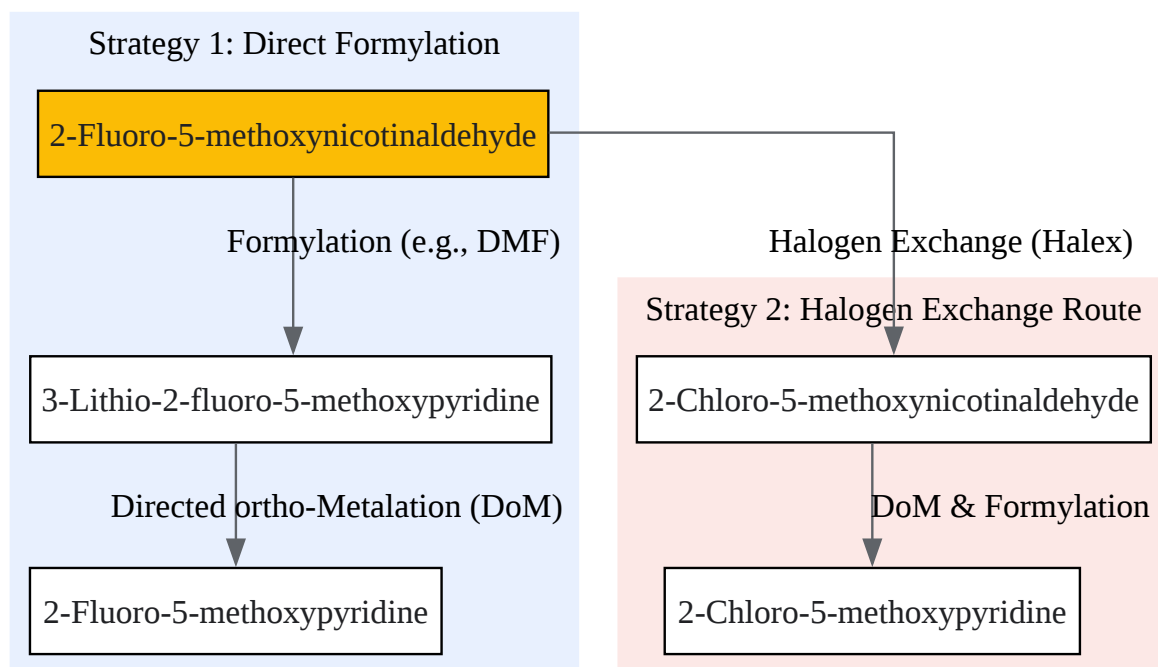 Strategy 1: Direct Formylation
2-Fluoro-5-methoxynicotinaldehyde
Formylation (e.g., DMF)
3-Lithio-2-fluoro-5-methoxypyridine
Directed ortho-Metalation (DoM)
2-Fluoro-5-methoxypyridine
Halogen Exchange (Halex)
Strategy 2: Halogen Exchange Route
2-Chloro-5-methoxynicotinaldehyde
DoM & Formylation
2-Chloro-5-methoxypyridine